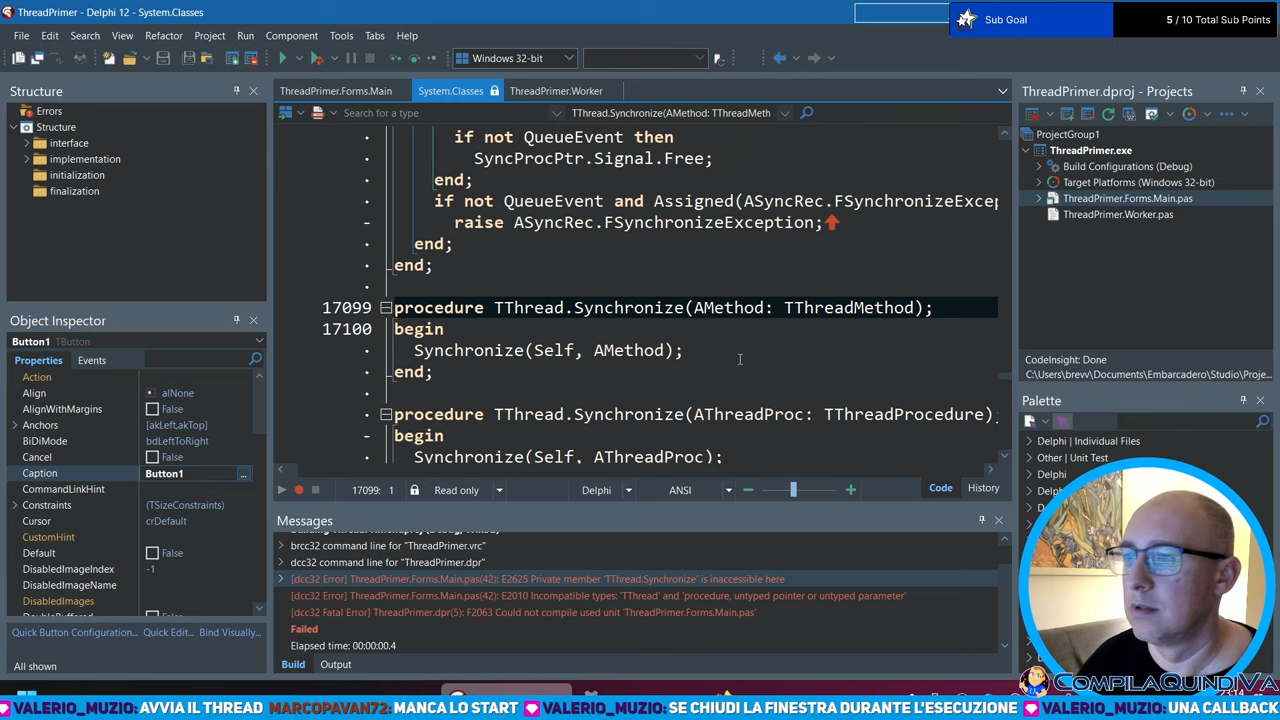 ThreadPrimer - Delphi 12 - System.Classes
Sub Goal
5 / 10 Total Sub Points
File Edit Search View Refactor Project Run Component Tools Tabs Help
Windows 32-bit
Structure
Errors
Structure
interface
implementation
initialization
finalization
Object Inspector
Button1 TButton
Properties Events
Action
Align alNone
AlignWithMargins False
Anchors [akLeft,akTop]
BiDiMode bdLeftToRight
Cancel False
Caption Button1
CommandLinkHint
Constraints (TSizeConstraints)
Cursor crDefault
CustomHint
Default False
DisabledImageIndex -1
DisabledImageName
DisabledImages
Quick Button Configuration... Quick Edit... Bind Visually...
All shown
ThreadPrimer.Forms.Main System.Classes ThreadPrimer.Worker
Search for a type
TThread.Synchronize(AMethod: TThreadMeth
if not QueueEvent then
SyncProcPtr.Signal.Free;
end;
if not QueueEvent and Assigned(ASyncRec.FSynchronizeExcep
raise ASyncRec.FSynchronizeException;
end;
end;
17099 procedure TThread.Synchronize(AMethod: TThreadMethod);
17100 begin
Synchronize(Self, AMethod);
end;
procedure TThread.Synchronize(AThreadProc: TThreadProcedure);
begin
Synchronize(Self, AThreadProc);
17099: 1 Read only Delphi ANSI
Code History
Messages
brcc32 command line for "ThreadPrimer.vrc"
dcc32 command line for "ThreadPrimer.dpr"
[dcc32 Error] ThreadPrimer.Forms.Main.pas(42): E2625 Private member 'TThread.Synchronize' is inaccessible here
[dcc32 Error] ThreadPrimer.Forms.Main.pas(42): E2010 Incompatible types: 'TThread' and 'procedure, untyped pointer or untyped parameter'
[dcc32 Fatal Error] ThreadPrimer.dpr(5): F2063 Could not compile used unit 'ThreadPrimer.Forms.Main.pas'
Failed
Elapsed time: 00:00:00.4
Build Output
ThreadPrimer.dproj - Projects
ProjectGroup1
ThreadPrimer.exe
Build Configurations (Debug)
Target Platforms (Windows 32-bit)
ThreadPrimer.Forms.Main.pas
ThreadPrimer.Worker.pas
CodeInsight: Done
C:\Users\brevv\Documents\Embarcadero\Studio\Proje...
Palette
Delphi | Individual Files
Other | Unit Test
Delphi
Delphi
COMPILAQUINDIVA
VALERIO_MUZIO: AVVIA IL THREAD MARCOPAVAN72: MANCA LO START VALERIO_MUZIO: SE CHIUDI LA FINESTRA DURANTE L'ESECUZIONE VALERIO_MUZIO: UNA CALLBACK